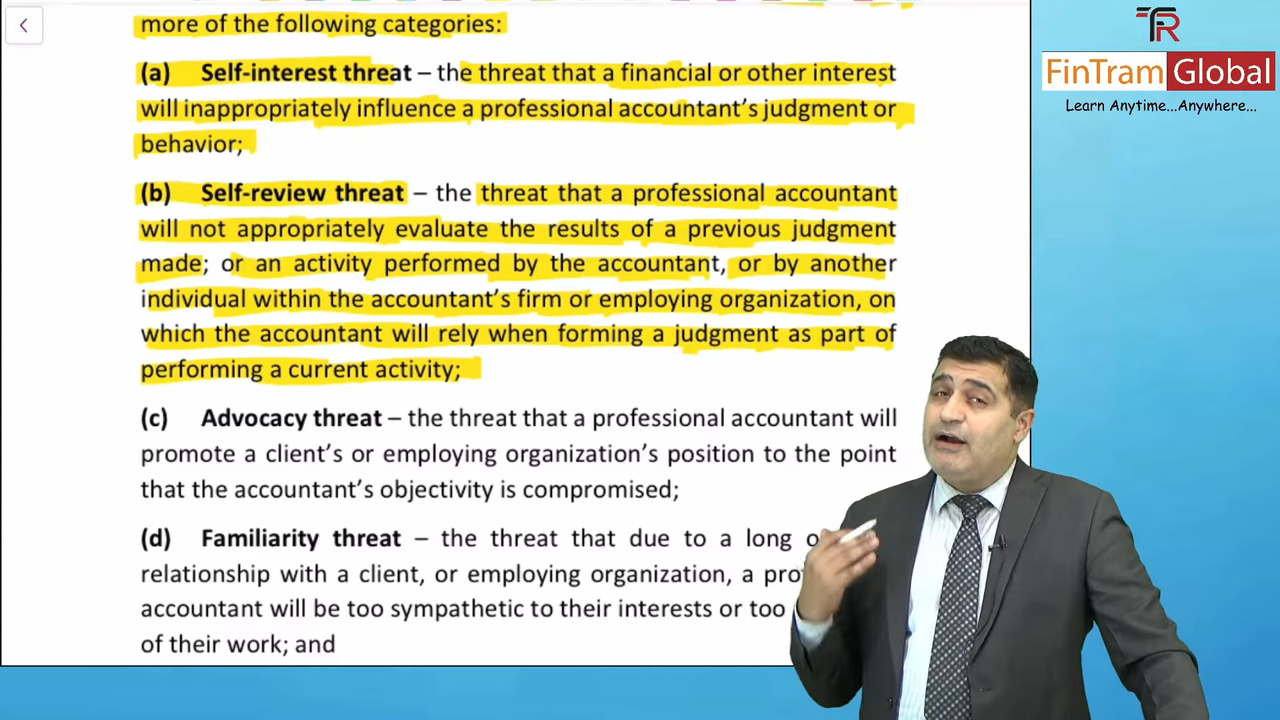 more of the following categories:
(a) Self-interest threat – the threat that a financial or other interest
will inappropriately influence a professional accountant's judgment or
behavior;
(b) Self-review threat – the threat that a professional accountant
will not appropriately evaluate the results of a previous judgment
made; or an activity performed by the accountant, or by another
individual within the accountant's firm or employing organization, on
which the accountant will rely when forming a judgment as part of
performing a current activity;
(c) Advocacy threat – the threat that a professional accountant will
promote a client's or employing organization's position to the point
that the accountant's objectivity is compromised;
(d) Familiarity threat – the threat that due to a long
relationship with a client, or employing organization, a
accountant will be too sympathetic to their interests or too
of their work; and
FR
FinTram Global
Learn Anytime...Anywhere...